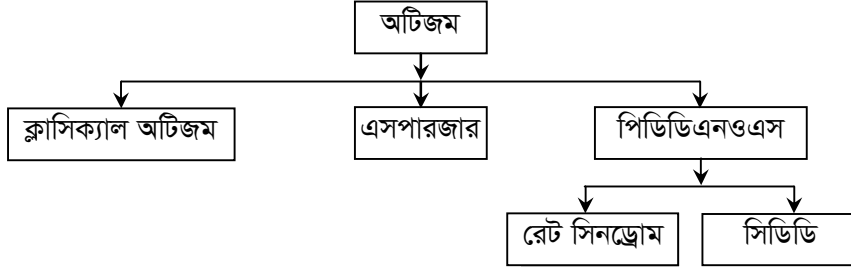 অটিজম
ক্লাসিক্যাল অটিজম এসপারজার পিডিডিএনওএস
রেট সিনড্রোম সিডিডি